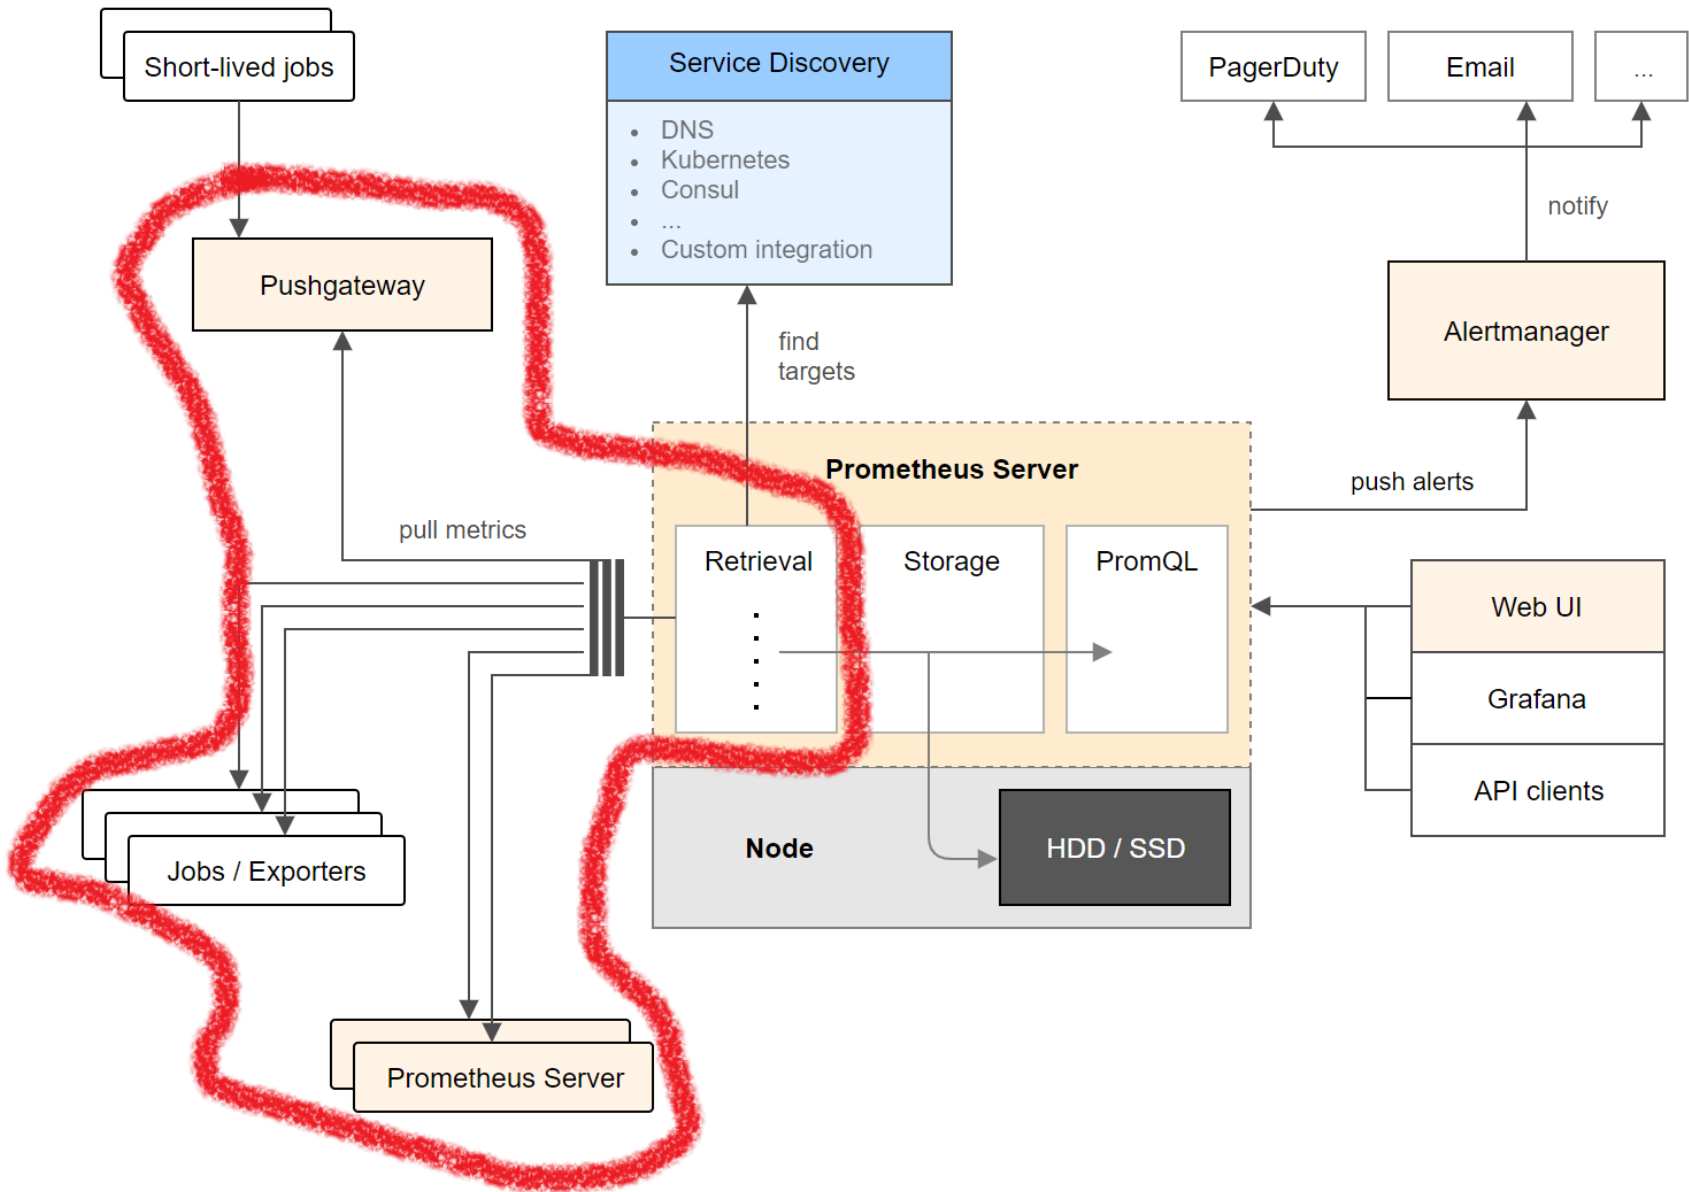 Short-lived jobs
Service Discovery
DNS
Kubernetes
Consul
...
Custom integration
PagerDuty
Email
...
notify
Pushgateway
find
targets
Alertmanager
Prometheus Server
push alerts
pull metrics
Retrieval
Storage
PromQL
Web UI
Grafana
API clients
Node
HDD / SSD
Jobs / Exporters
Prometheus Server